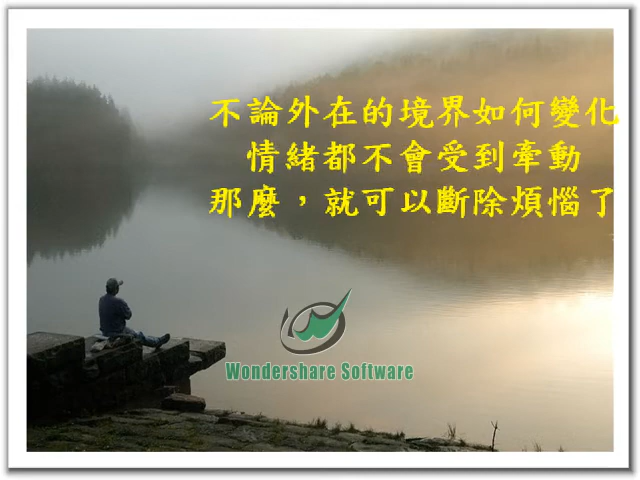 不論外在的境界如何變化
情緒都不會受到牽動
那麼，就可以斷除煩惱了
Wondershare Software